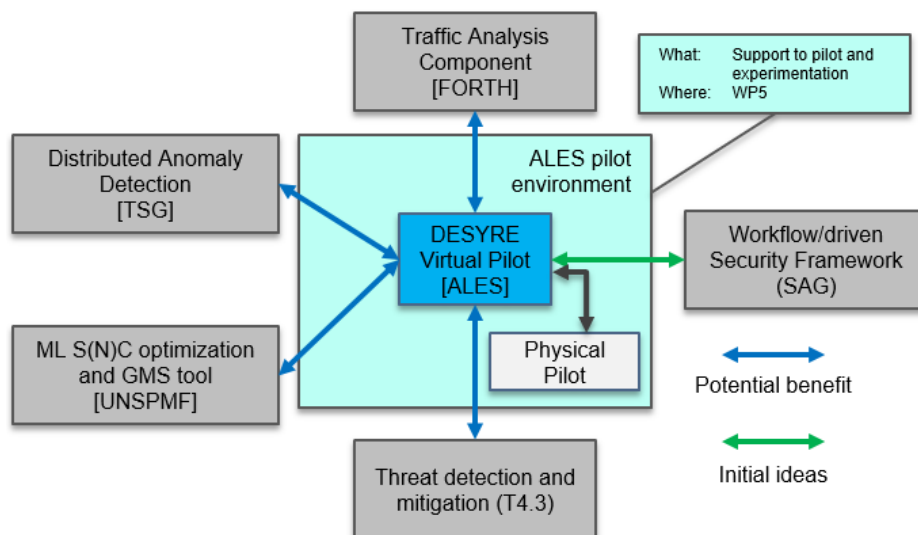 Traffic Analysis
Component
[FORTH]
What: Support to pilot and
experimentation
Where: WP5
Distributed Anomaly
Detection
[TSG]
ALES pilot
environment
DESYRE
Virtual Pilot
[ALES]
Workflow/driven
Security Framework
(SAG)
ML S(N)C optimization
and GMS tool
[UNSPMF]
Physical
Pilot
Potential benefit
Threat detection and
mitigation (T4.3)
Initial ideas